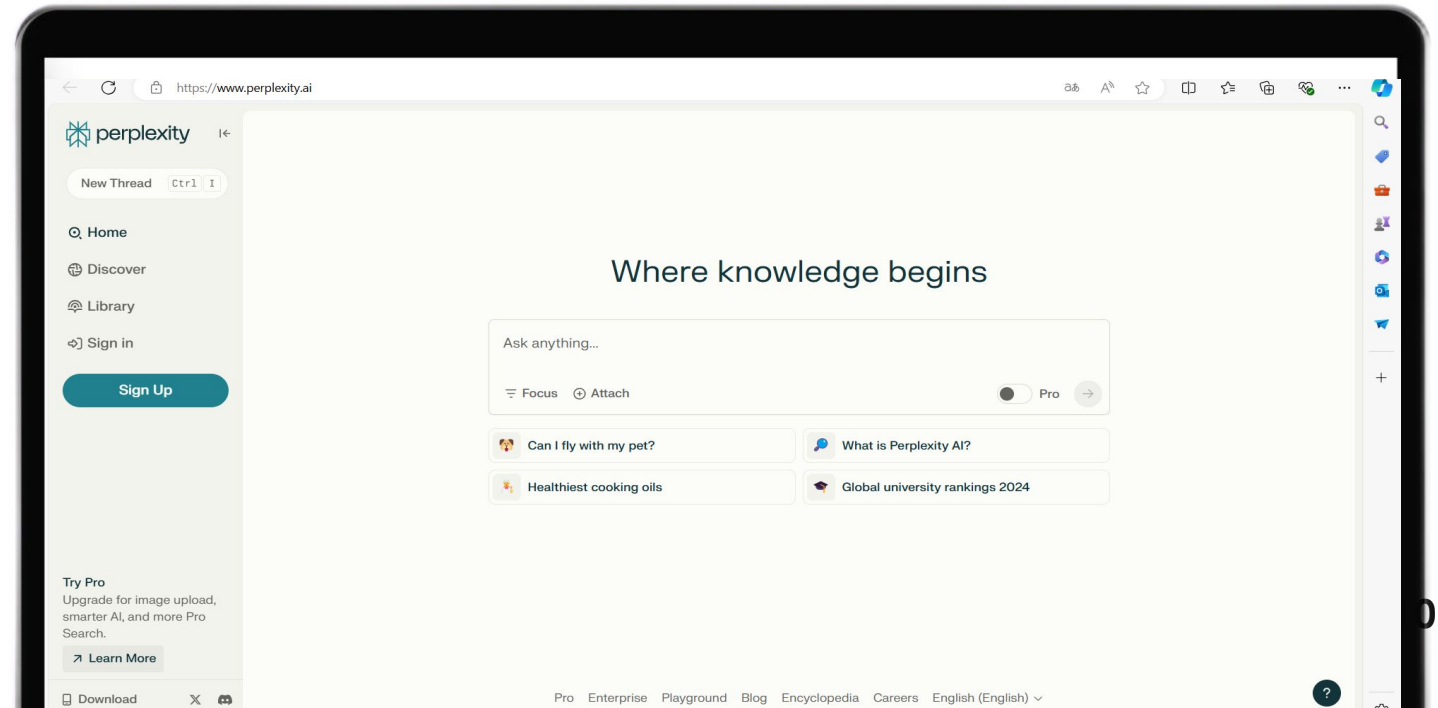 https://www.perplexity.ai
perplexity
New Thread Ctrl I
Home
Discover
Library
Sign in
Sign Up
Where knowledge begins
Ask anything...
Focus Attach Pro
Can I fly with my pet? What is Perplexity AI?
Healthiest cooking oils Global university rankings 2024
Try Pro
Upgrade for image upload,
smarter AI, and more Pro
Search.
Learn More
Download
Pro Enterprise Playground Blog Encyclopedia Careers English (English)
?
0